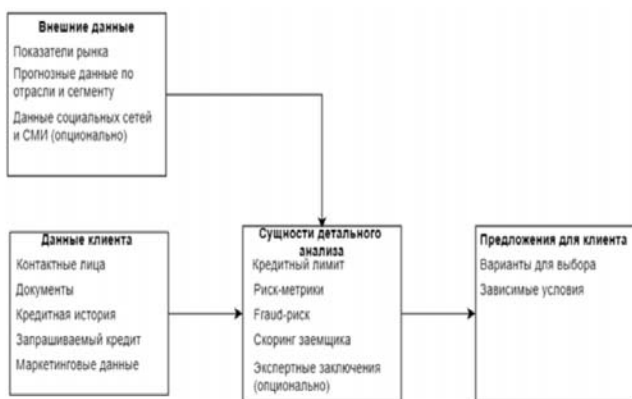 Внешние данные
Показатели рынка
Прогнозные данные по
отрасли и сегменту
Данные социальных сетей
и СМИ (опционально)
Данные клиента
Контактные лица
Документы
Кредитная история
Запрашиваемый кредит
Маркетинговые данные
Сущности детального
анализа
Кредитный лимит
Риск-метрики
Fraud-риск
Скоринг заемщика
Экспертные заключения
(опционально)
Предложения для клиента
Варианты для выбора
Зависимые условия